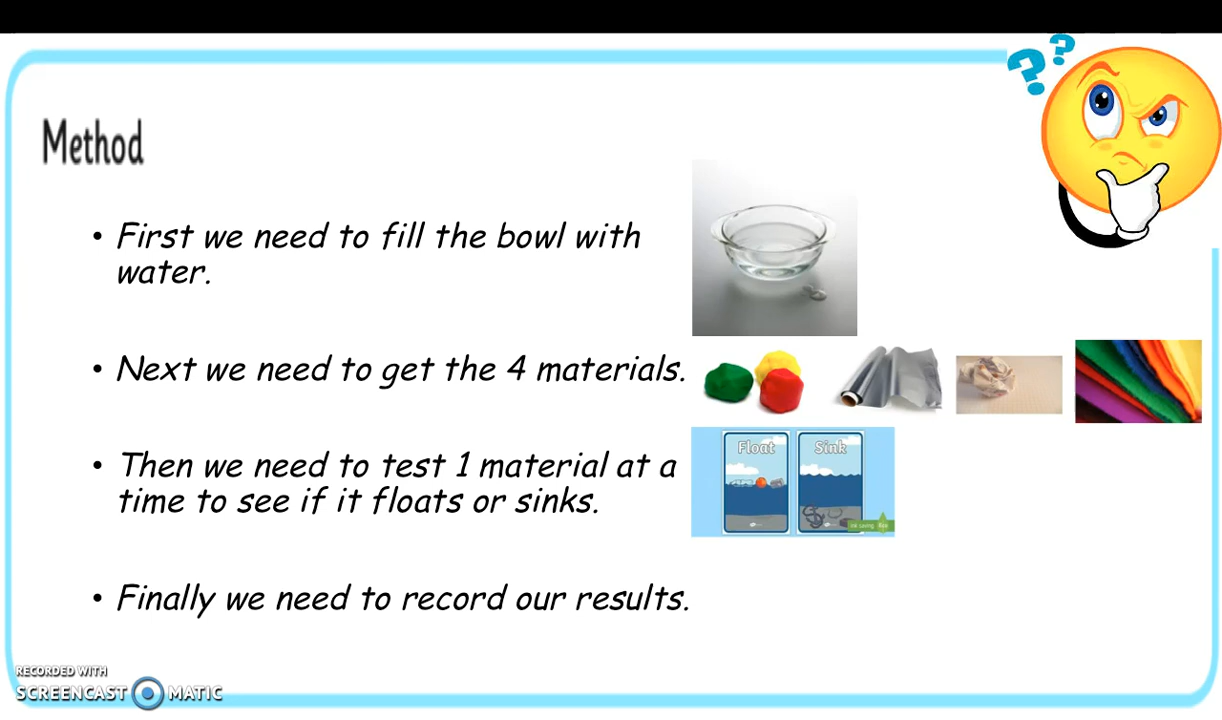 Method
• First we need to fill the bowl with
water.
• Next we need to get the 4 materials.
• Then we need to test 1 material at a
time to see if it floats or sinks.
Float
Sink
• Finally we need to record our results.
RECORDED WITH
SCREENCAST MATIC